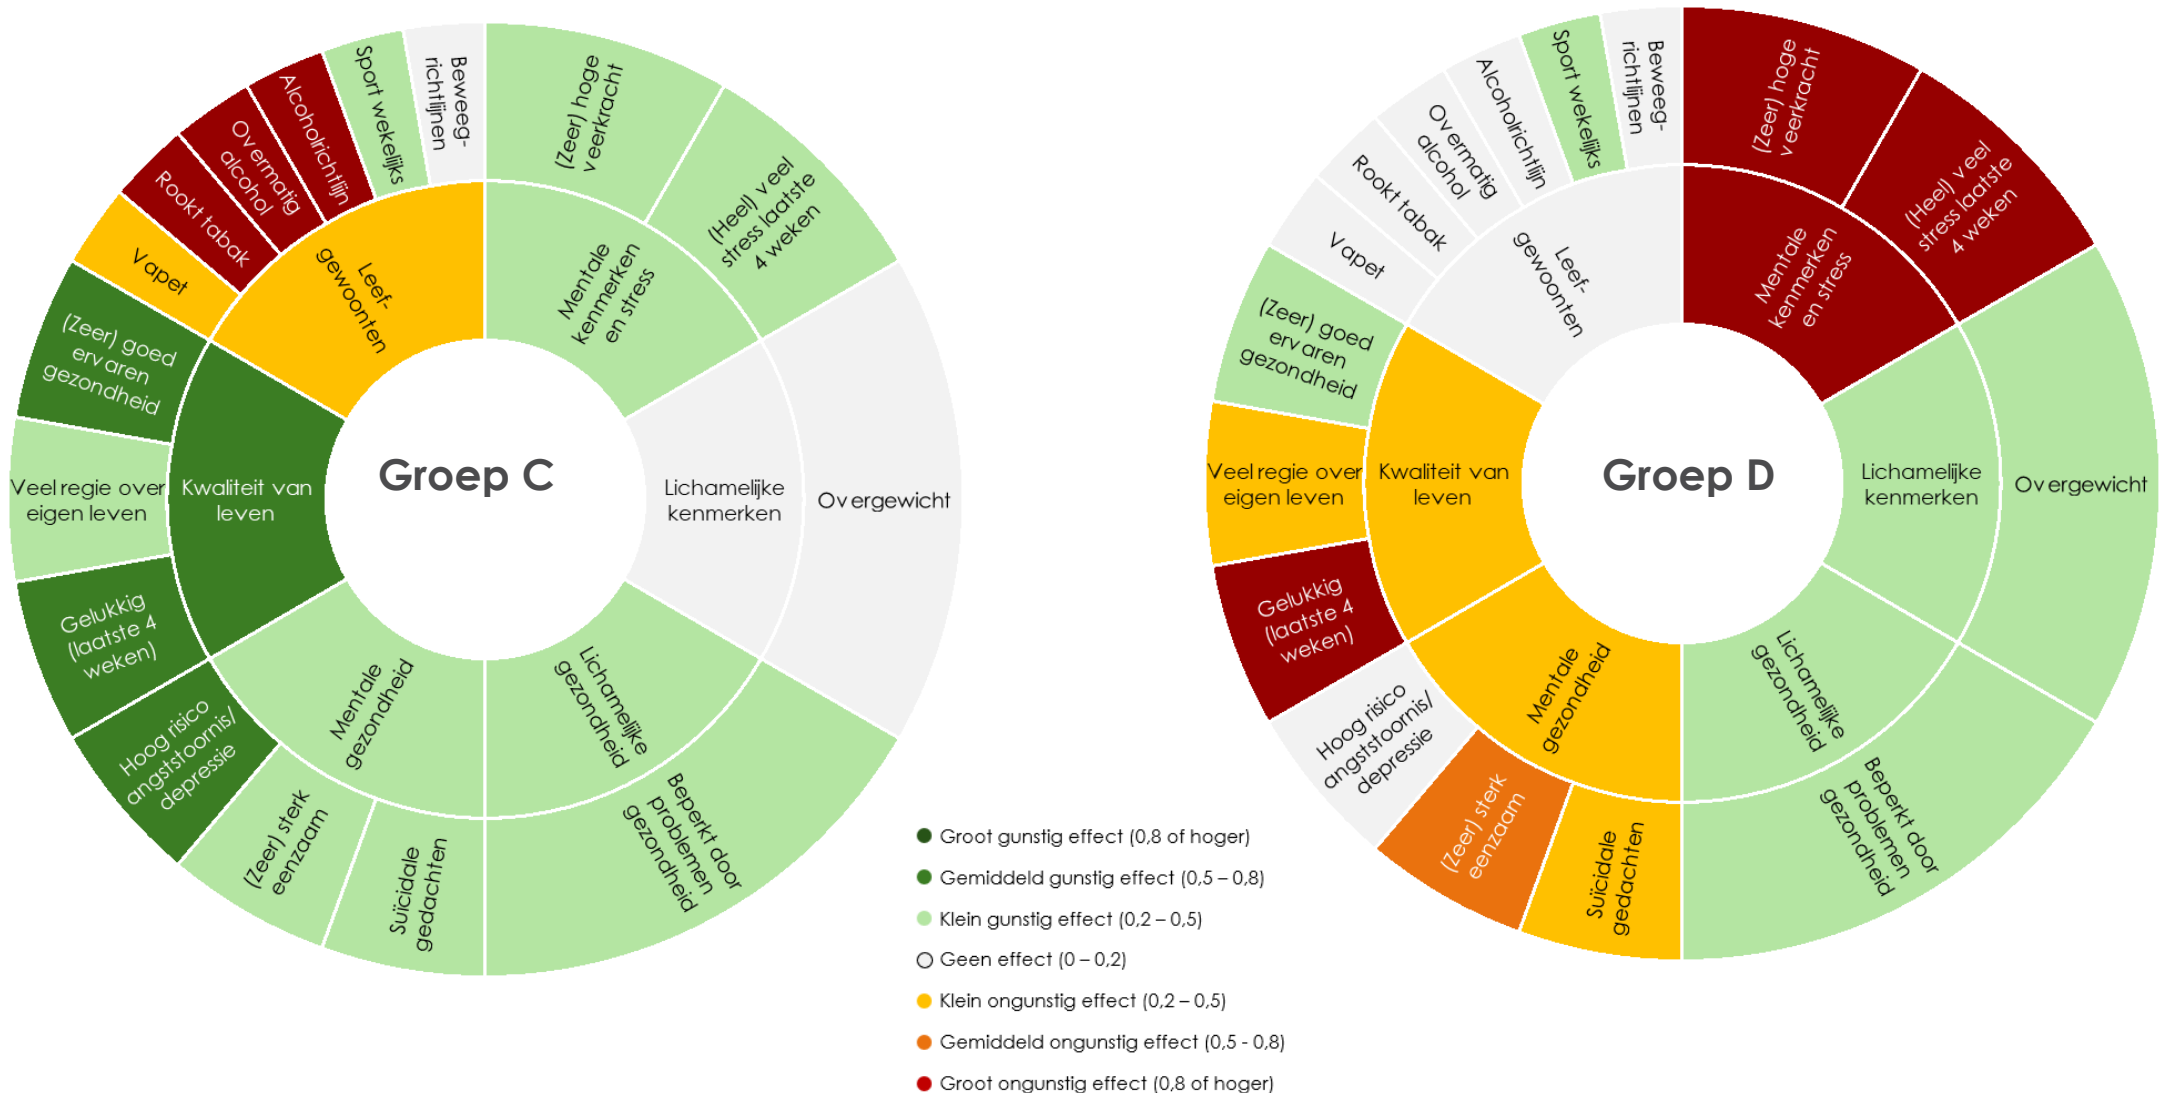 Groep C
Mentale
kenmerken
en stress
(Zeer) hoge
veerkracht
(Heel) veel
stress laatste
4 weken
Lichamelijke
kenmerken
Overgewicht
Lichamelijke
gezondheid
Beperkt door
problemen
gezondheid
Mentale
gezondheid
Suïcidale
gedachten
(Zeer) sterk
eenzaam
Hoog risico
angststoornis/
depressie
Kwaliteit van
leven
Gelukkig
(laatste 4
weken)
Veel regie over
eigen leven
(Zeer) goed
ervaren
gezondheid
Leef-
gewoonten
Vapet
Rookt tabak
Overmatig
alcohol
Alcoholrichtlijn
Sport wekelijks
Beweeg-
richtlijnen
Groep D
Mentale
kenmerken
en stress
(Zeer) hoge
veerkracht
(Heel) veel
stress laatste
4 weken
Lichamelijke
kenmerken
Overgewicht
Lichamelijke
gezondheid
Beperkt door
problemen
gezondheid
Mentale
gezondheid
Suïcidale
gedachten
(Zeer) sterk
eenzaam
Hoog risico
angststoornis/
depressie
Kwaliteit van
leven
Gelukkig
(laatste 4
weken)
Veel regie over
eigen leven
(Zeer) goed
ervaren
gezondheid
Leef-
gewoonten
Vapet
Rookt tabak
Overmatig
alcohol
Alcoholrichtlijn
Sport wekelijks
Beweeg-
richtlijnen
Groot gunstig effect (0,8 of hoger)
Gemiddeld gunstig effect (0,5 – 0,8)
Klein gunstig effect (0,2 – 0,5)
Geen effect (0 – 0,2)
Klein ongunstig effect (0,2 – 0,5)
Gemiddeld ongunstig effect (0,5 - 0,8)
Groot ongunstig effect (0,8 of hoger)